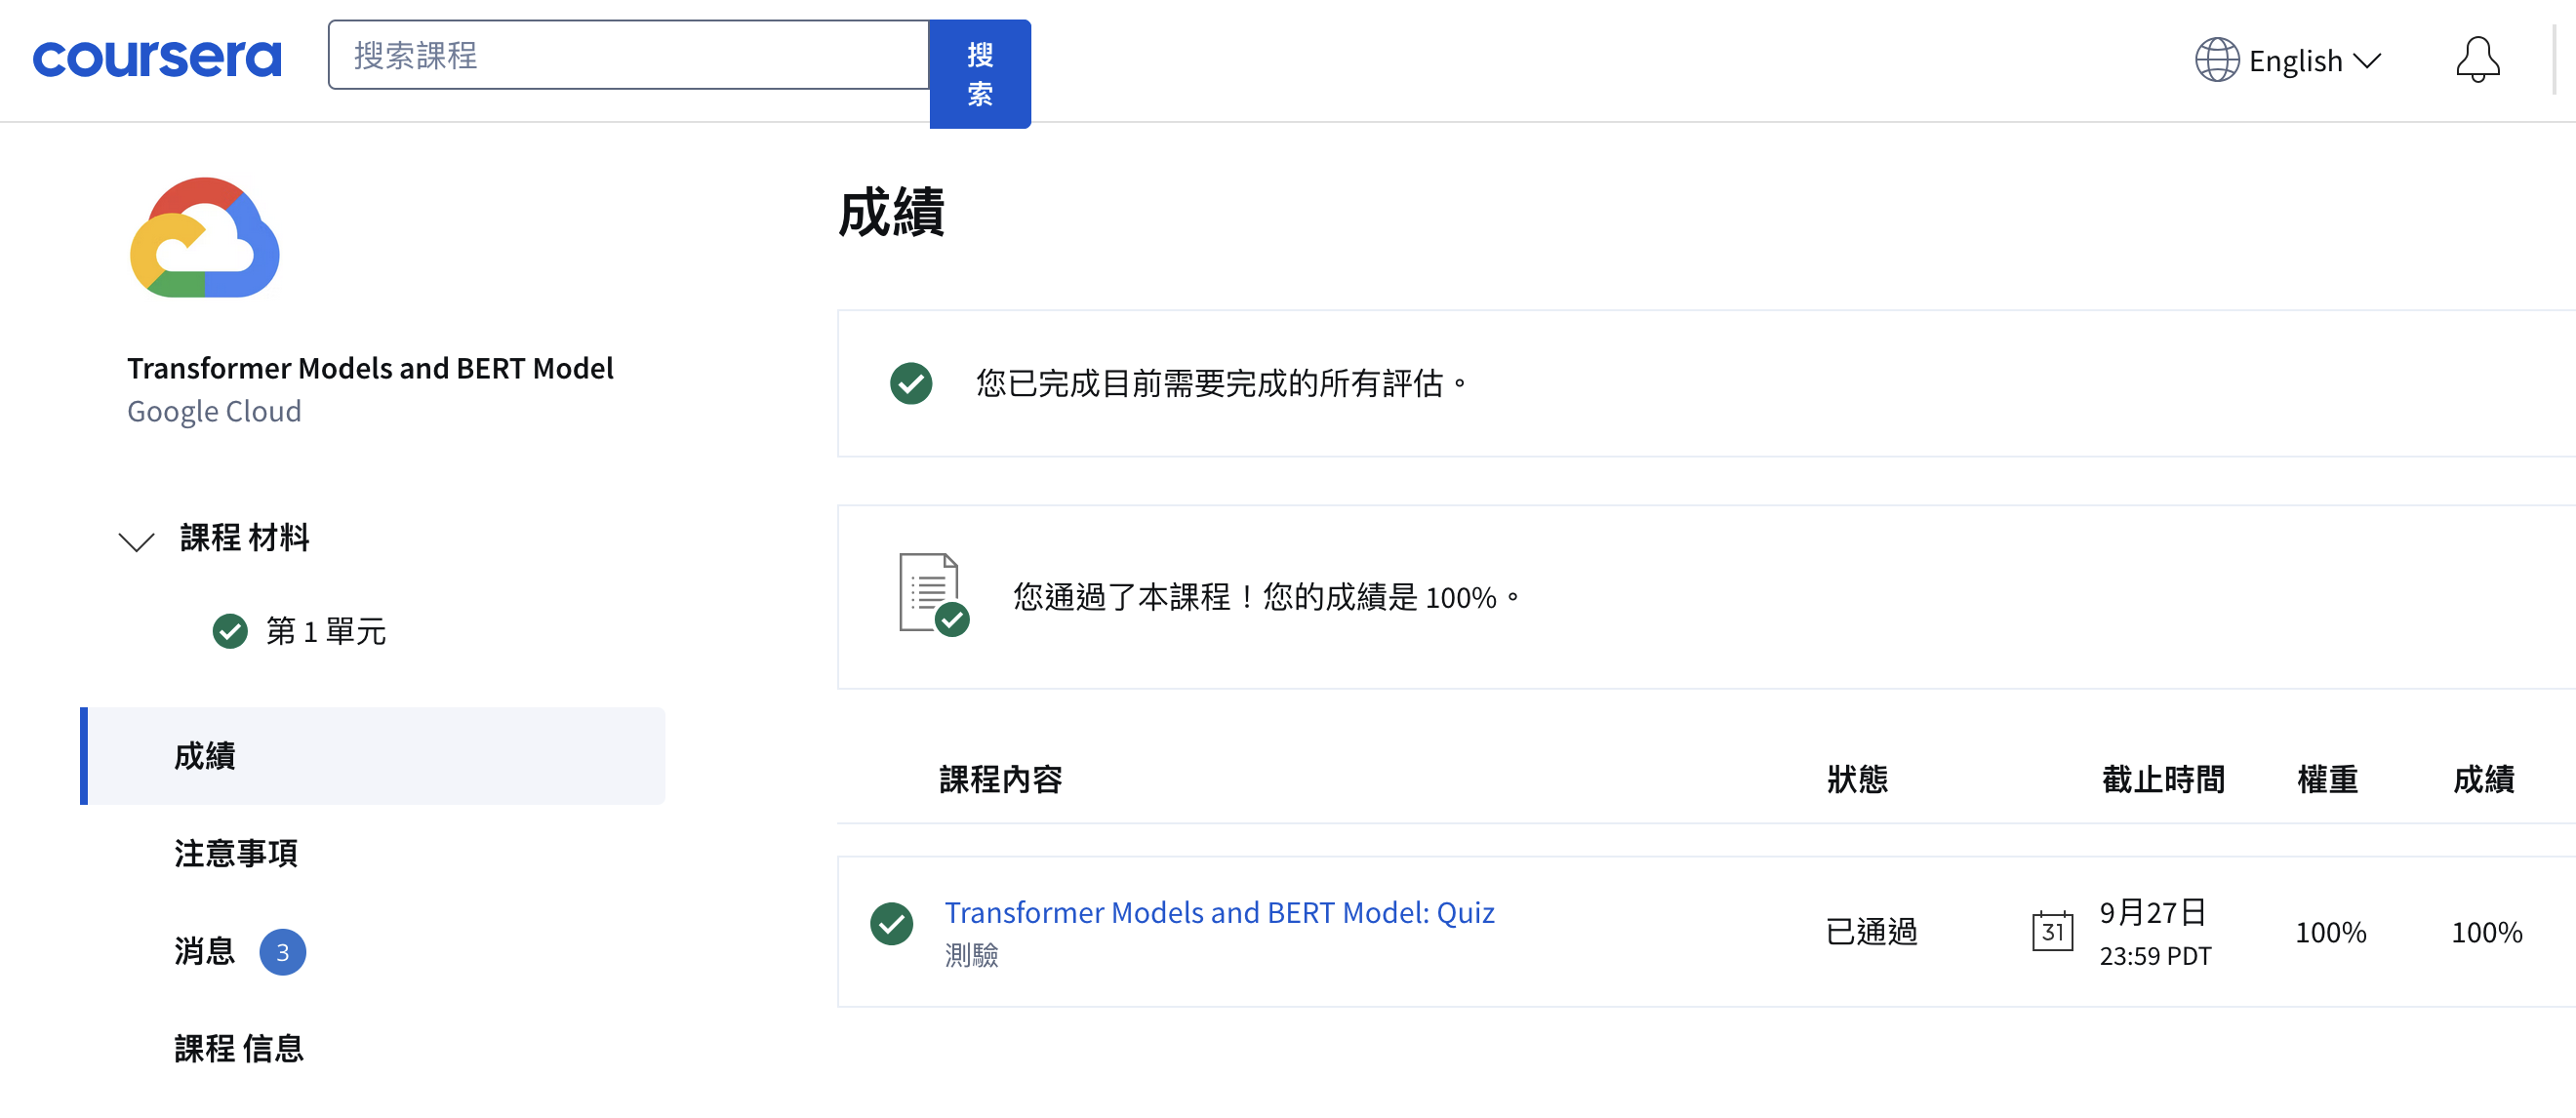 coursera
搜索課程
搜
索
English
Transformer Models and BERT Model
Google Cloud
課程 材料
第 1 單元
成績
注意事項
消息 3
課程 信息
成績
您已完成目前需要完成的所有評估。
您通過了本課程！您的成績是 100%。
課程內容 狀態 截止時間 權重 成績
Transformer Models and BERT Model: Quiz
測驗
已通過
31
9月27日
23:59 PDT
100%
100%